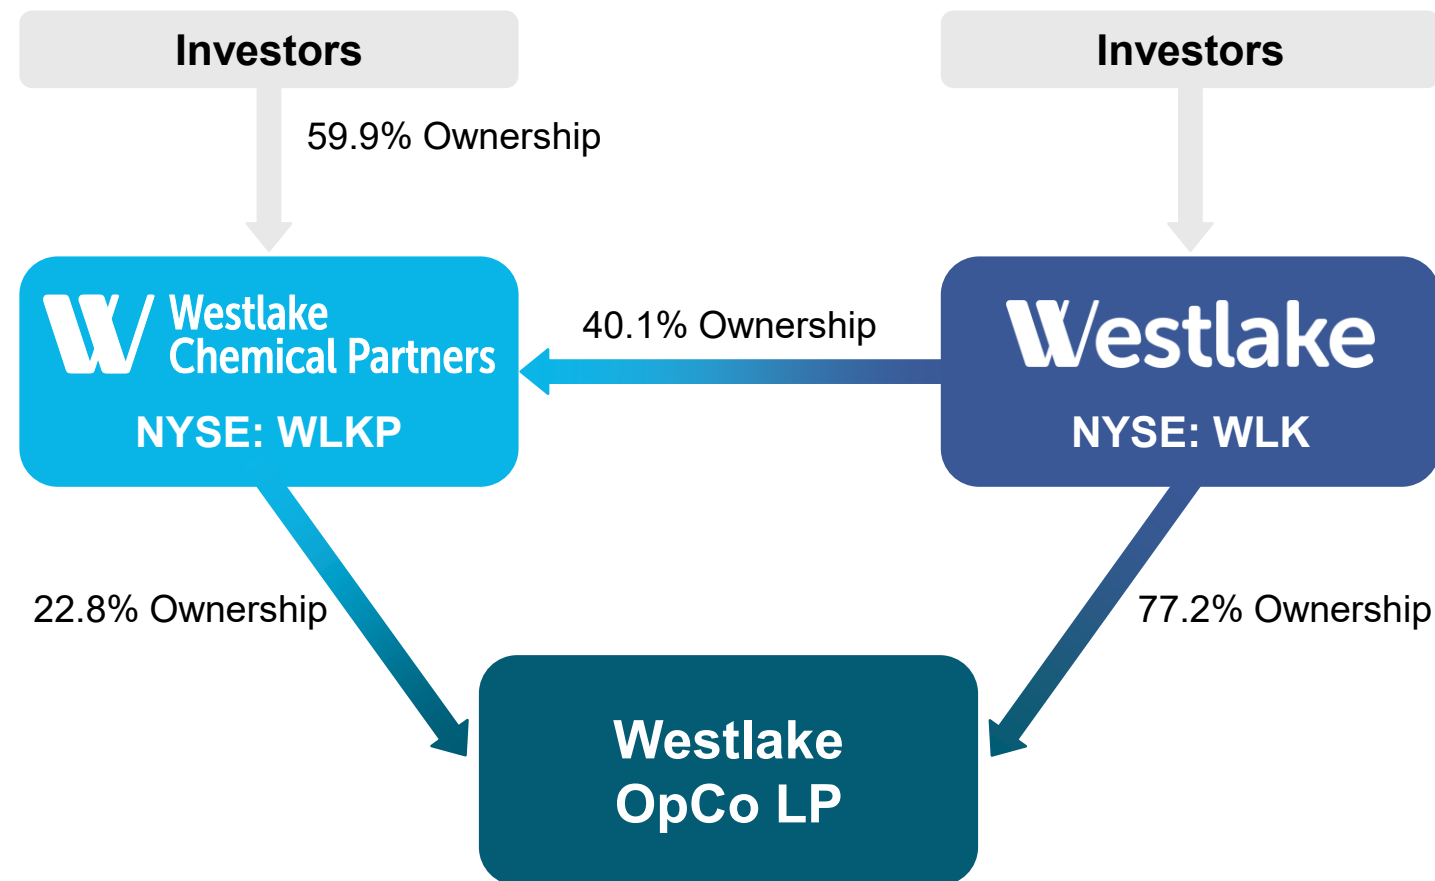 Investors
Investors
59.9% Ownership
Westlake
Chemical Partners
NYSE: WLKP
40.1% Ownership
Westlake
NYSE: WLK
22.8% Ownership
77.2% Ownership
Westlake
OpCo LP